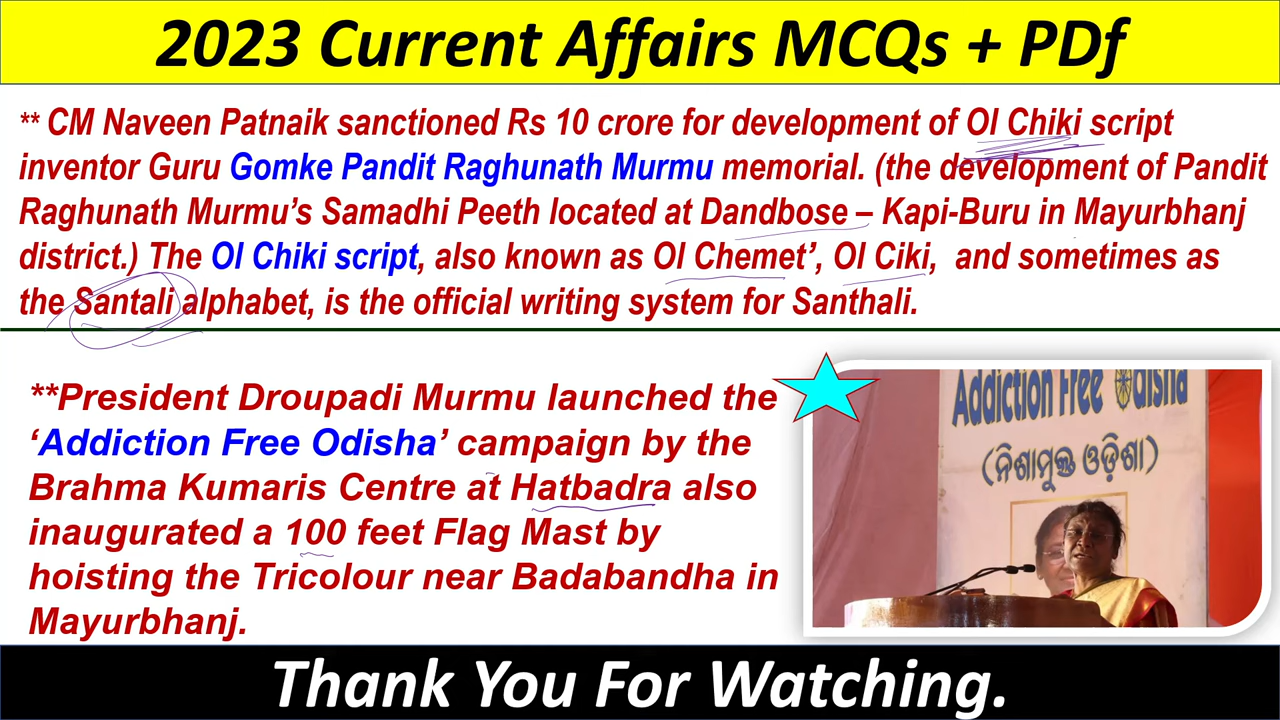 2023 Current Affairs MCQs + PDf
** CM Naveen Patnaik sanctioned Rs 10 crore for development of Ol Chiki script
inventor Guru Gomke Pandit Raghunath Murmu memorial. (the development of Pandit
Raghunath Murmu’s Samadhi Peeth located at Dandbose – Kapi-Buru in Mayurbhanj
district.) The Ol Chiki script, also known as Ol Chemet’, Ol Ciki, and sometimes as
the Santali alphabet, is the official writing system for Santhali.
**President Droupadi Murmu launched the
‘Addiction Free Odisha’ campaign by the
Brahma Kumaris Centre at Hatbadra also
inaugurated a 100 feet Flag Mast by
hoisting the Tricolour near Badabandha in
Mayurbhanj.
Addiction Free Odisha
(ନିଶାମୁକ୍ତ ଓଡ଼ିଶା)
Thank You For Watching.